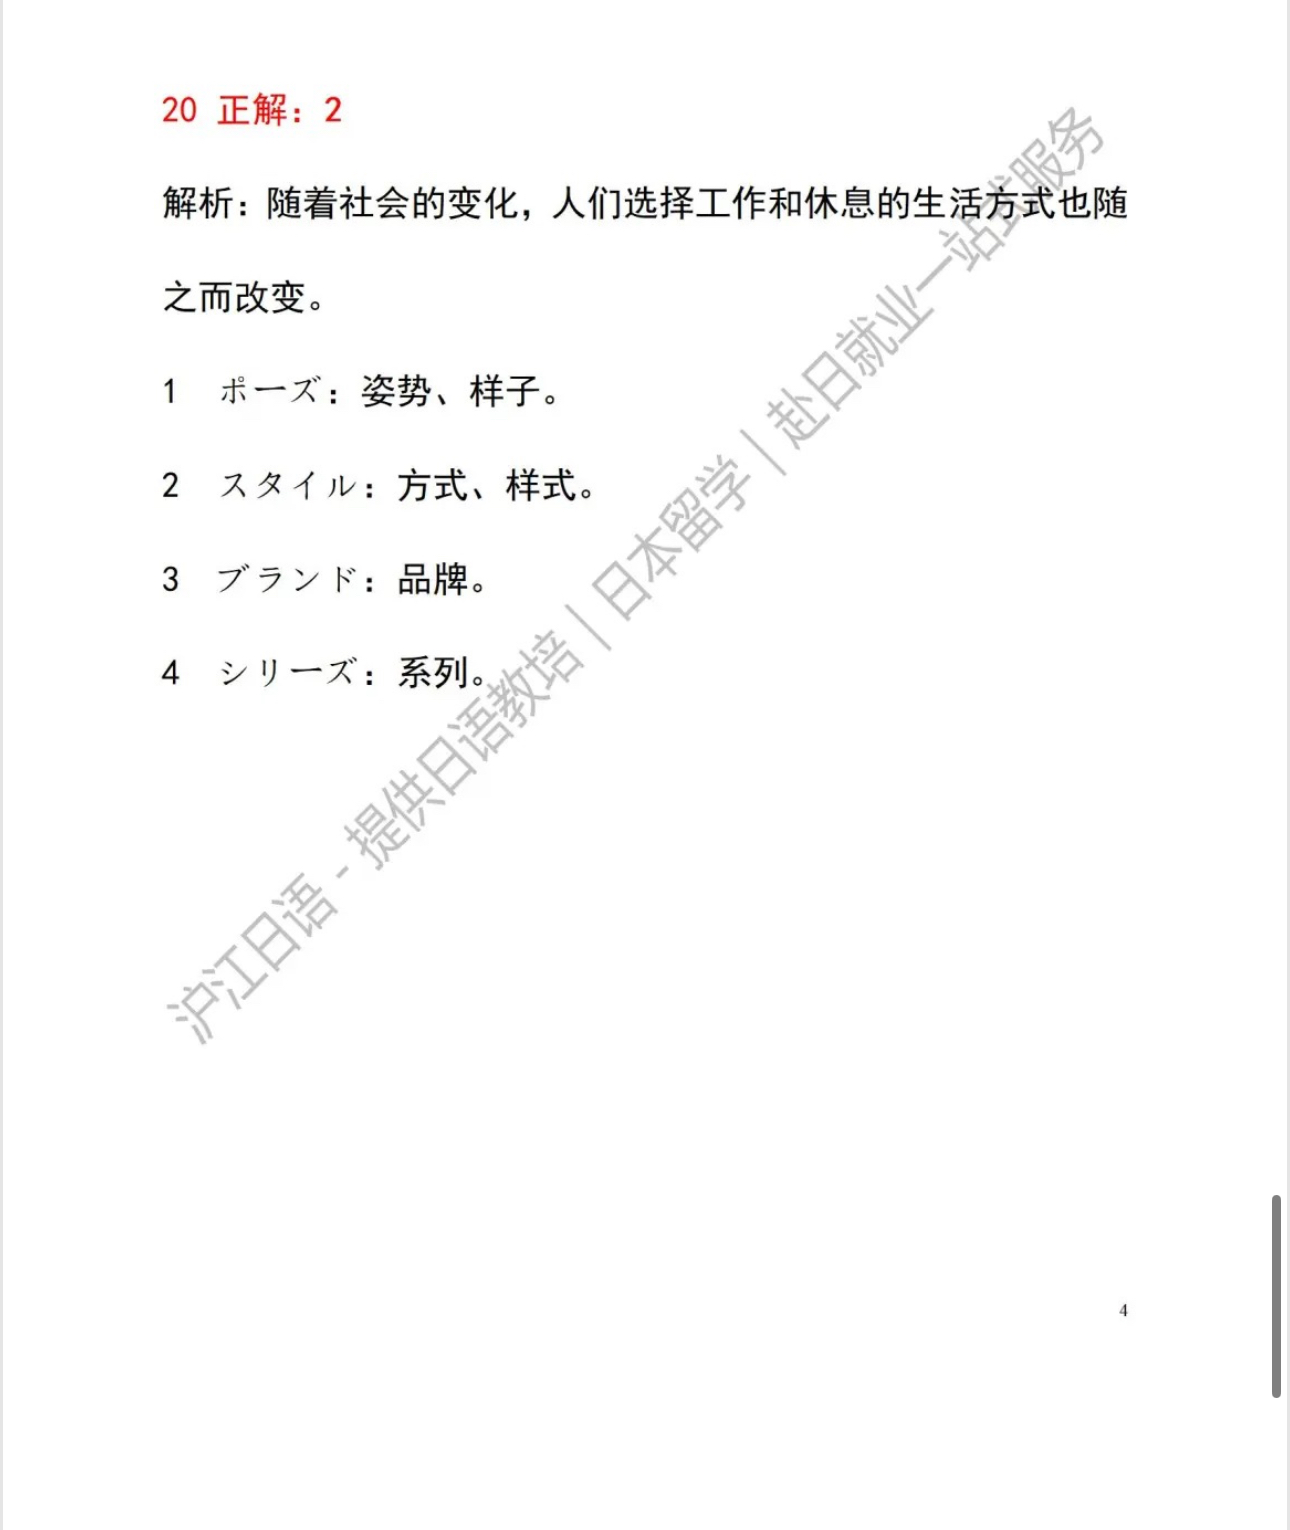 20 正解：2
解析：随着社会的变化，人们选择工作和休息的生活方式也随
之而改变。
1 ポーズ：姿势、样子。
2 スタイル：方式、样式。
3 ブランド：品牌。
4 シリーズ：系列。
沪江日语 - 提供日语教培 | 日本留学 | 赴日就业一站式服务
4